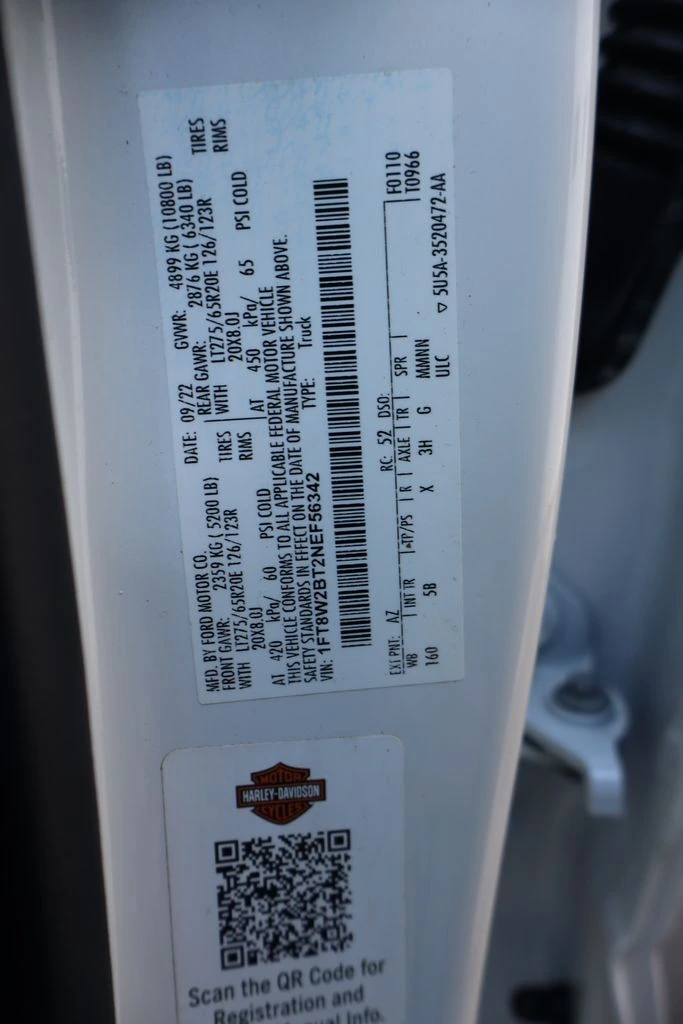 MFD. BY FORD MOTOR CO.
DATE: 09/22
GVWR: 4899 KG (10800 LB)
FRONT GAWR: 2359 KG ( 5200 LB)
WITH LT275/65R20E 126/123R TIRES
20X8.0J RIMS
AT 420 kPa/ 60 PSI COLD
REAR GAWR: 2876 KG ( 6340 LB)
WITH LT275/65R20E 126/123R TIRES
20X8.0J RIMS
AT 450 kPa/ 65 PSI COLD
THIS VEHICLE CONFORMS TO ALL APPLICABLE FEDERAL MOTOR VEHICLE
SAFETY STANDARDS IN EFFECT ON THE DATE OF MANUFACTURE SHOWN ABOVE.
VIN: 1FT8W2BT2NEF56342
TYPE: Truck
EXT PNT: AZ RC: 52 DSO: F0110
WB INT TR TP/PS R AXLE TR SPR T0966
160 5B X 3H G MMNNN
ULC ▽ 5U5A-3520472-AA
MOTOR
HARLEY-DAVIDSON
CYCLES
Scan the QR Code for
Registration and
Info.